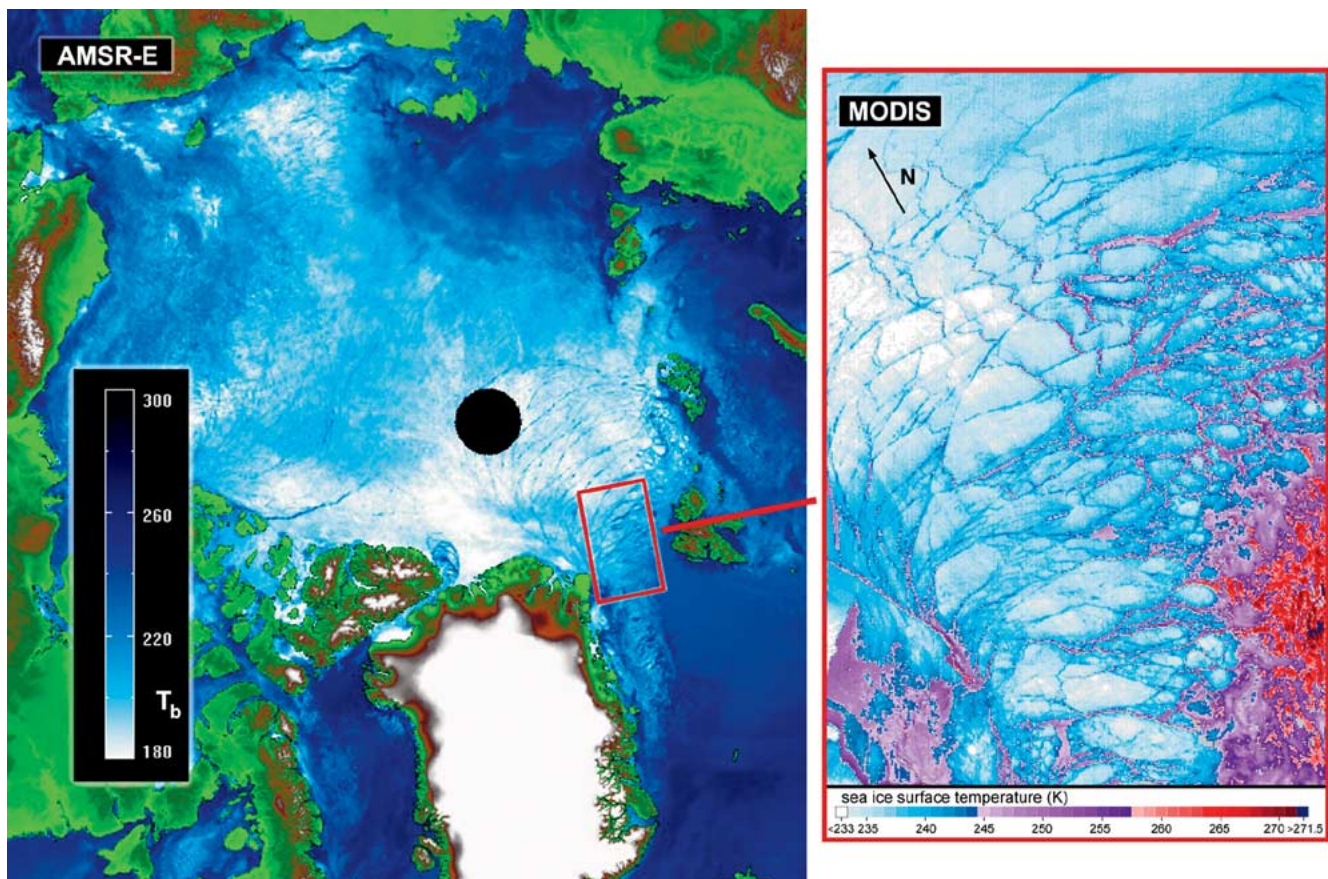 AMSR-E
300
260
220
T_b
180
MODIS
N
sea ice surface temperature (K)
<233 235 240 245 250 255 260 265 270 >271.5